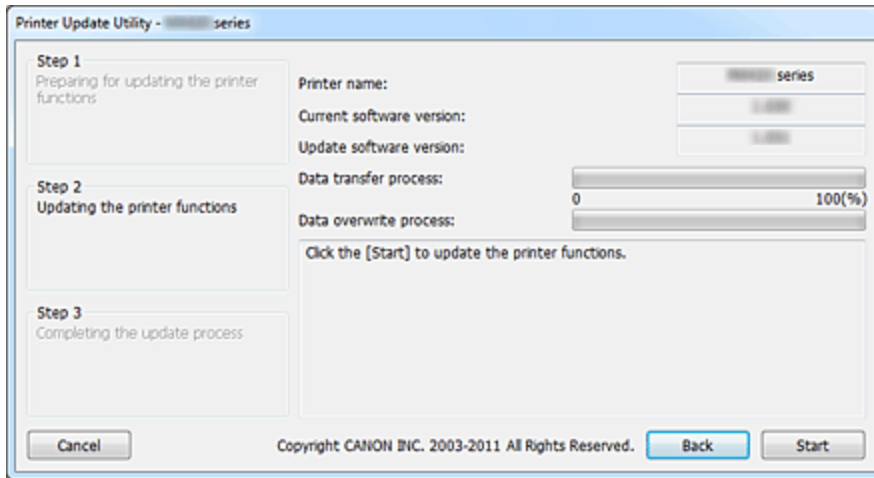 Printer Update Utility - series
Step 1
Preparing for updating the printer
functions
Step 2
Updating the printer functions
Step 3
Completing the update process
Printer name: series
Current software version:
Update software version:
Data transfer process:
0 100(%)
Data overwrite process:
Click the [Start] to update the printer functions.
Cancel Copyright CANON INC. 2003-2011 All Rights Reserved. Back Start